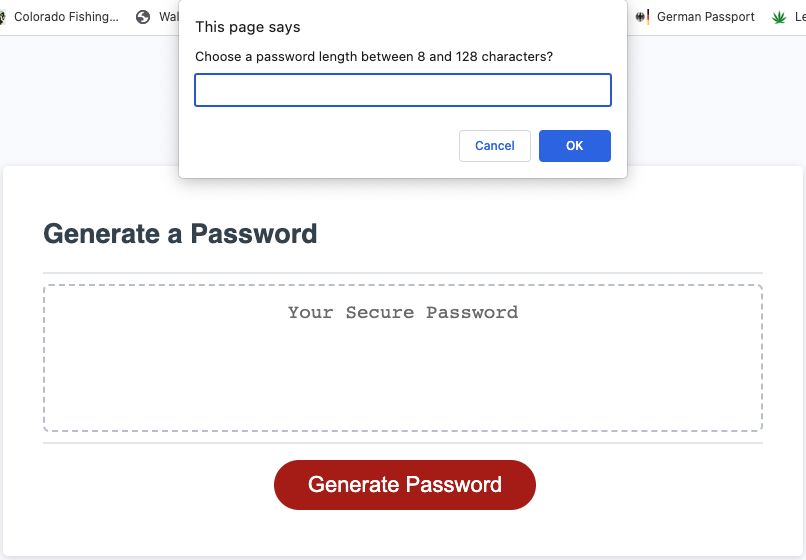 Colorado Fishing... Wal German Passport Le
This page says
Choose a password length between 8 and 128 characters?
Cancel OK
Generate a Password
Your Secure Password
Generate Password